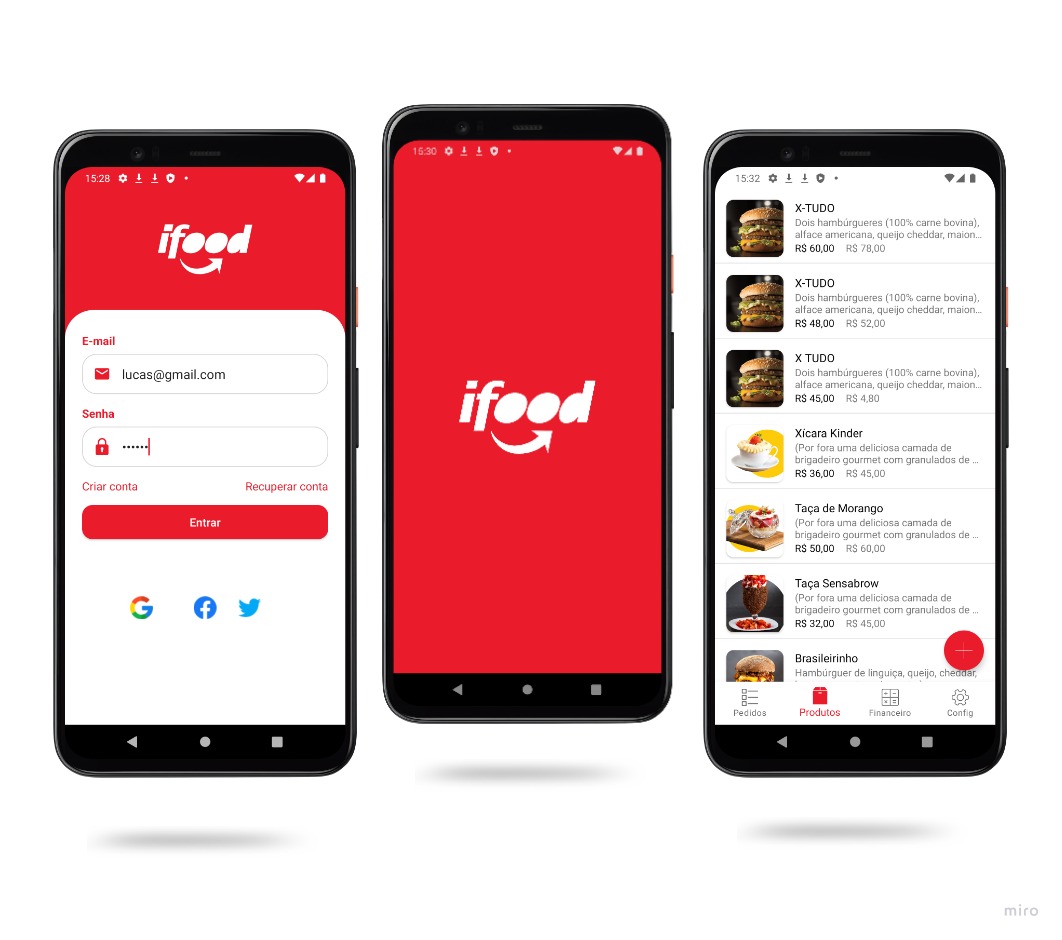 15:28
ifood
E-mail
lucas@gmail.com
Senha
••••••
Criar conta
Recuperar conta
Entrar
15:30
ifood
15:32
X-TUDO
Dois hambúrgueres (100% carne bovina),
alface americana, queijo cheddar, maion...
R$ 60,00 R$ 78,00
X-TUDO
Dois hambúrgueres (100% carne bovina),
alface americana, queijo cheddar, maion...
R$ 48,00 R$ 52,00
X TUDO
Dois hambúrgueres (100% carne bovina),
alface americana, queijo cheddar, maion...
R$ 45,00 R$ 4,80
Xícara Kinder
(Por fora uma deliciosa camada de
brigadeiro gourmet com granulados de ...
R$ 36,00 R$ 45,00
Taça de Morango
(Por fora uma deliciosa camada de
brigadeiro gourmet com granulados de ...
R$ 50,00 R$ 60,00
Taça Sensabrow
(Por fora uma deliciosa camada de
brigadeiro gourmet com granulados de ...
R$ 32,00 R$ 45,00
Brasileirinho
Hambúrguer de linguiça, queijo, cheddar,
Pedidos
Produtos
Financeiro
Config
miro